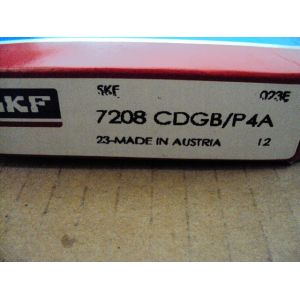 SKF 023E
SKF
7208 CDGB/P4A
23-MADE IN AUSTRIA 12